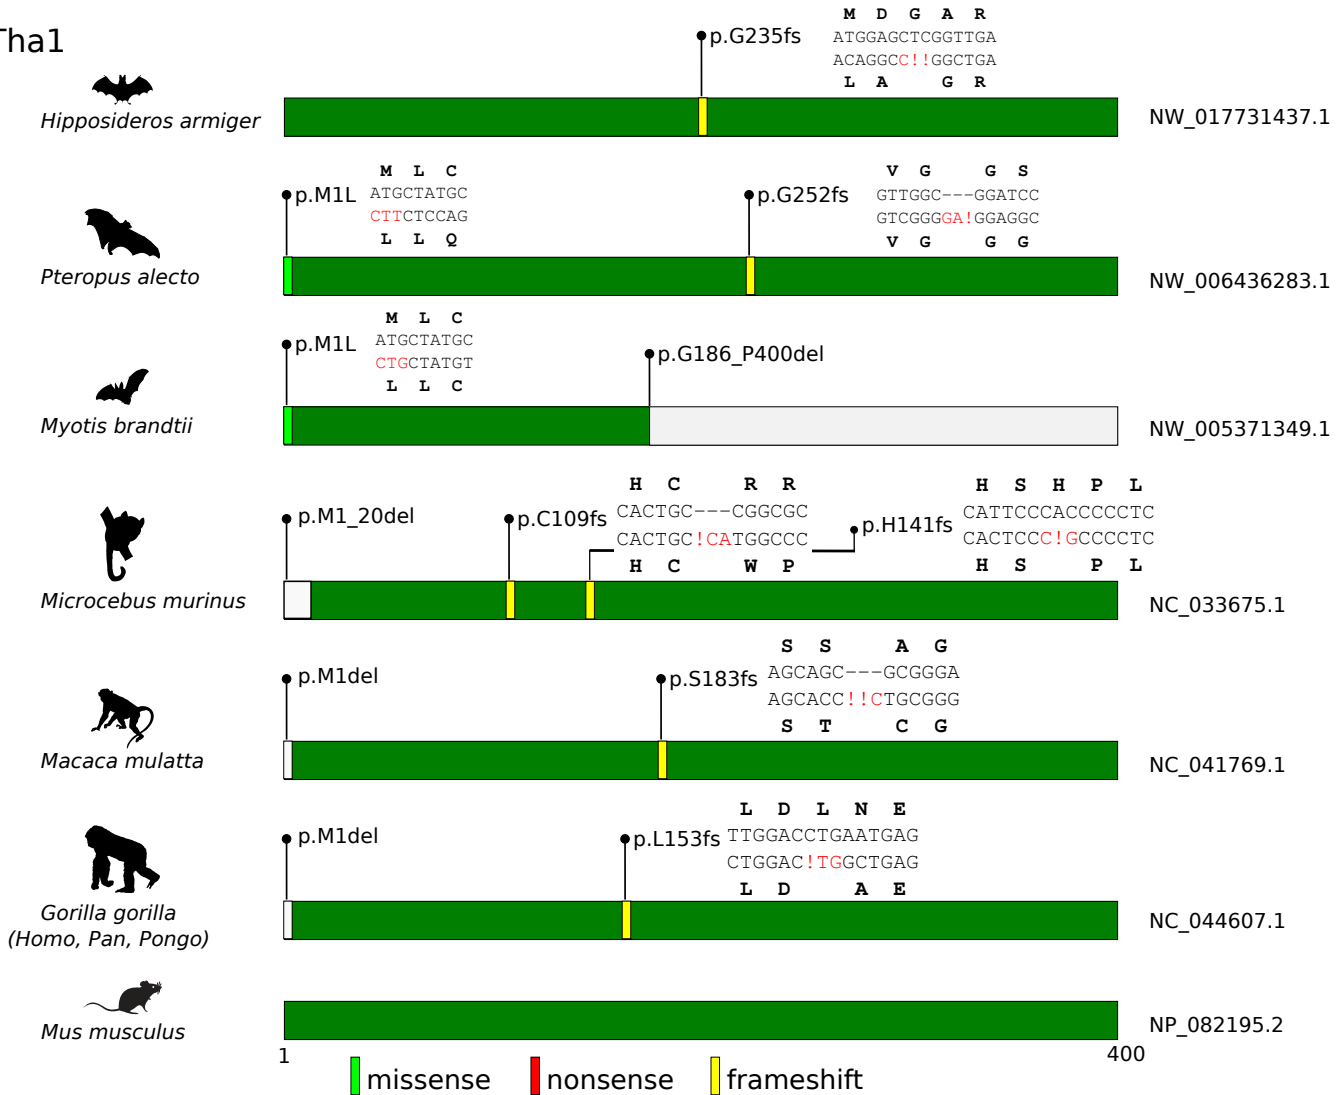 Tha1
p.G235fs
M D G A R
ATGGAGCTCGGTTGA
ACAGGCC!!GGCTGA
L A G R
Hipposideros armiger
NW_017731437.1
p.M1L
M L C
ATGCTATGC
CTTCTCCAG
L L Q
p.G252fs
V G G S
GTTGGC---GGATCC
GTCGGGGA!GGAGGC
V G G G
Pteropus alecto
NW_006436283.1
p.M1L
M L C
ATGCTATGC
CTGCTATGT
L L C
p.G186_P400del
Myotis brandtii
NW_005371349.1
p.M1_20del
p.C109fs
H C R R
CACTGC---CGGCGC
CACTGC!CATGGCCC
H C W P
p.H141fs
H S H P L
CATTCCCACCCCCTC
CACTCCC!GCCCCTC
H S P L
Microcebus murinus
NC_033675.1
p.M1del
p.S183fs
S S A G
AGCAGC---GCGGGA
AGCACC!!CTGCGGG
S T C G
Macaca mulatta
NC_041769.1
p.M1del
p.L153fs
L D L N E
TTGGACCTGAATGAG
CTGGAC!TGGCTGAG
L D A E
Gorilla gorilla
(Homo, Pan, Pongo)
NC_044607.1
Mus musculus
NP_082195.2
1
400
missense
nonsense
frameshift